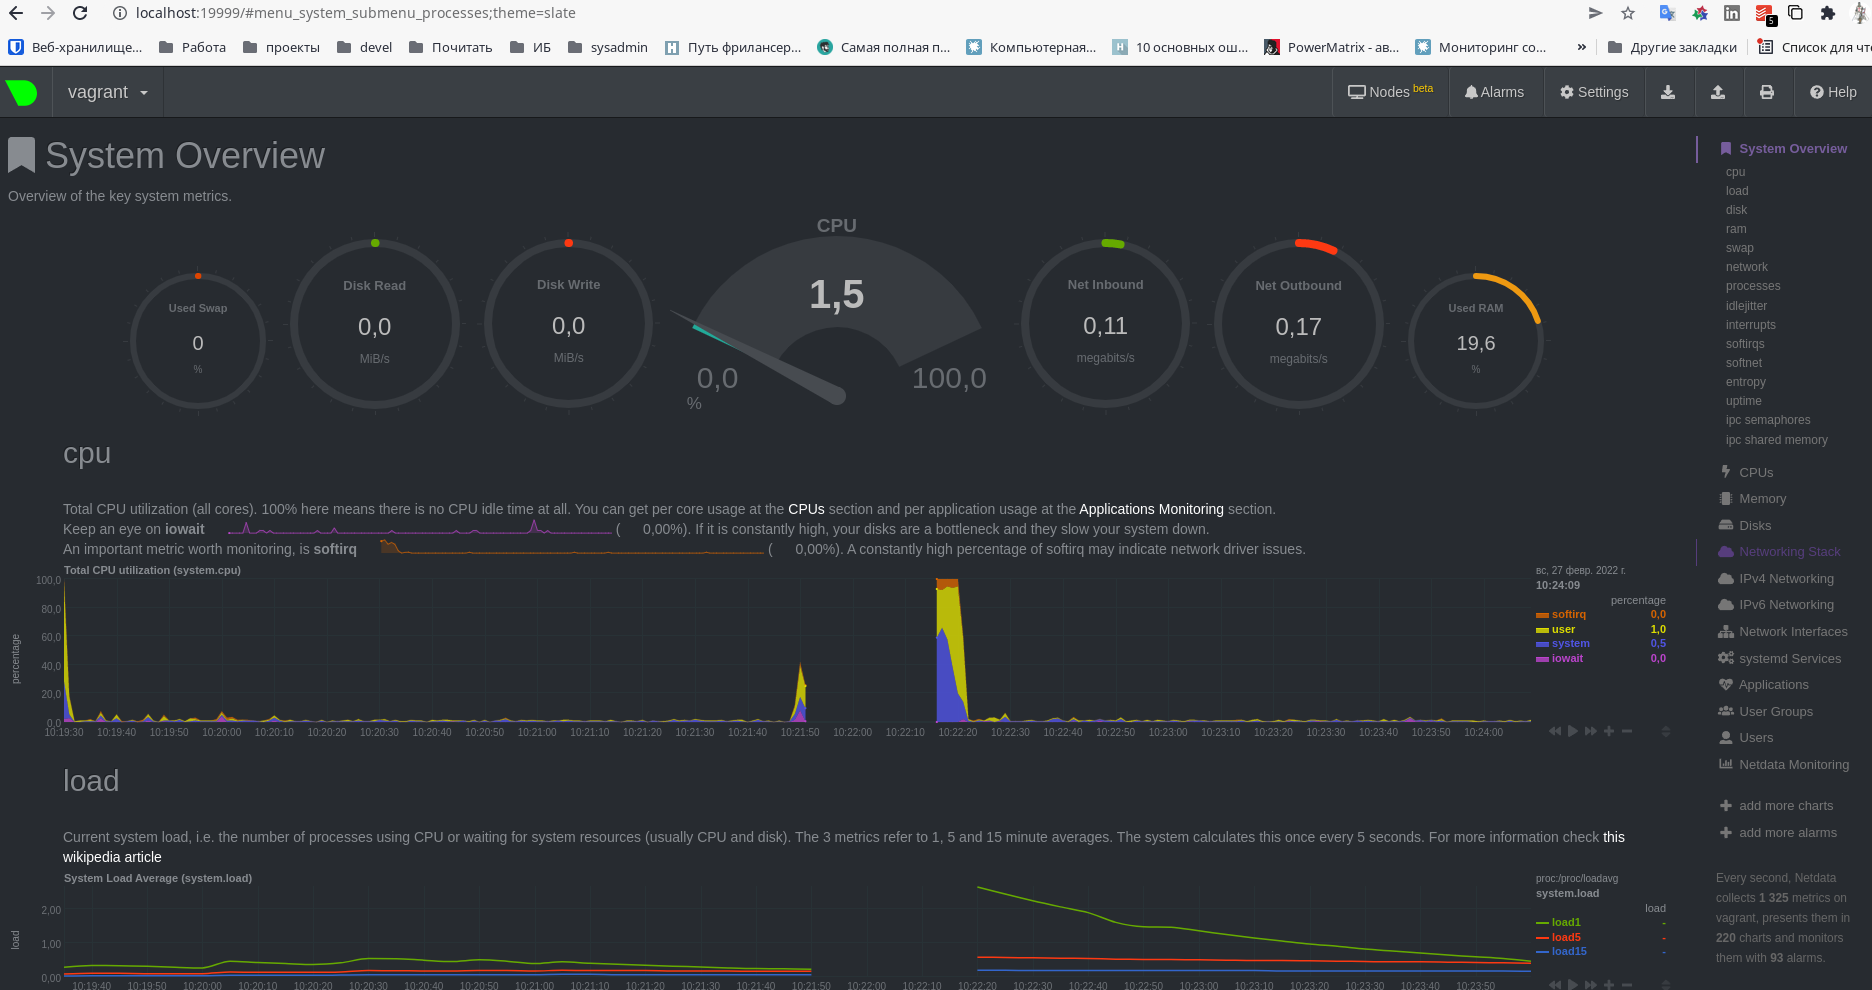 localhost:19999/#menu_system_submenu_processes;theme=slate
5
Веб-хранилище...
Работа
проекты
devel
Почитать
ИБ
sysadmin
Путь фрилансер...
Самая полная п...
Компьютерная...
10 основных ош...
PowerMatrix - ав...
Мониторинг со...
»
Другие закладки
Список для чт
vagrant
Nodes beta
Alarms
Settings
Help
System Overview
Overview of the key system metrics.
Used Swap
0
%
Disk Read
0,0
MiB/s
Disk Write
0,0
MiB/s
CPU
1,5
0,0
100,0
%
Net Inbound
0,11
megabits/s
Net Outbound
0,17
megabits/s
Used RAM
19,6
%
cpu
Total CPU utilization (all cores). 100% here means there is no CPU idle time at all. You can get per core usage at the CPUs section and per application usage at the Applications Monitoring section.
Keep an eye on iowait ( 0,00%). If it is constantly high, your disks are a bottleneck and they slow your system down.
An important metric worth monitoring, is softirq ( 0,00%). A constantly high percentage of softirq may indicate network driver issues.
Total CPU utilization (system.cpu)
percentage
100,0
80,0
60,0
40,0
20,0
0,0
10:19:30 10:19:40 10:19:50 10:20:00 10:20:10 10:20:20 10:20:30 10:20:40 10:20:50 10:21:00 10:21:10 10:21:20 10:21:30 10:21:40 10:21:50 10:22:00 10:22:10 10:22:20 10:22:30 10:22:40 10:22:50 10:23:00 10:23:10 10:23:20 10:23:30 10:23:40 10:23:50 10:24:00
вс, 27 февр. 2022 г.
10:24:09
percentage
softirq 0,0
user 1,0
system 0,5
iowait 0,0
load
Current system load, i.e. the number of processes using CPU or waiting for system resources (usually CPU and disk). The 3 metrics refer to 1, 5 and 15 minute averages. The system calculates this once every 5 seconds. For more information check this
wikipedia article
System Load Average (system.load)
load
2,00
1,00
0,00
10:19:40 10:19:50 10:20:00 10:20:10 10:20:20 10:20:30 10:20:40 10:20:50 10:21:00 10:21:10 10:21:20 10:21:30 10:21:40 10:21:50 10:22:00 10:22:10 10:22:20 10:22:30 10:22:40 10:22:50 10:23:00 10:23:10 10:23:20 10:23:30 10:23:40 10:23:50
proc:/proc/loadavg
system.load
load
load1 -
load5 -
load15 -
System Overview
cpu
load
disk
ram
swap
network
processes
idlejitter
interrupts
softirqs
softnet
entropy
uptime
ipc semaphores
ipc shared memory
CPUs
Memory
Disks
Networking Stack
IPv4 Networking
IPv6 Networking
Network Interfaces
systemd Services
Applications
User Groups
Users
Netdata Monitoring
add more charts
add more alarms
Every second, Netdata
collects 1 325 metrics on
vagrant, presents them in
220 charts and monitors
them with 93 alarms.